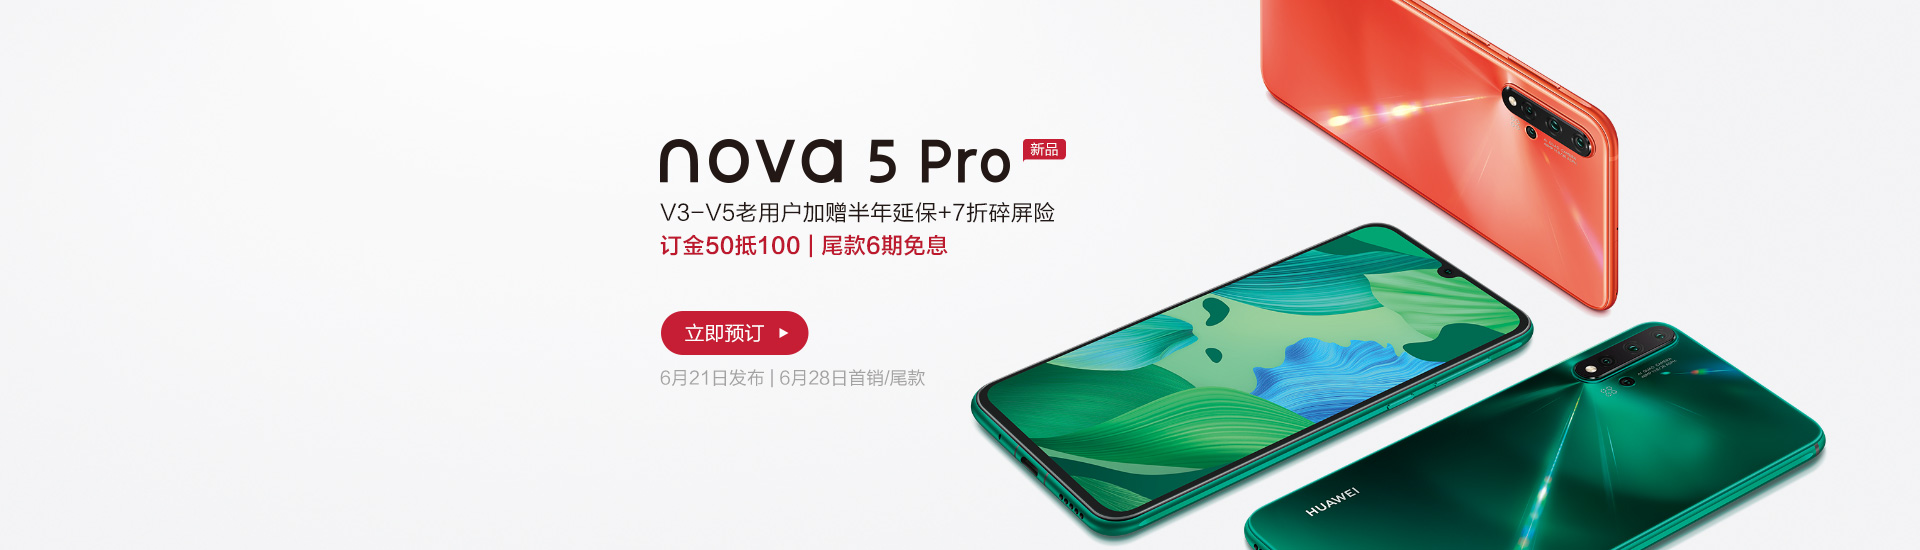 nova 5 Pro 新品
V3-V5老用户加赠半年延保+7折碎屏险
订金50抵100 | 尾款6期免息
立即预订
6月21日发布 | 6月28日首销/尾款
HUAWEI